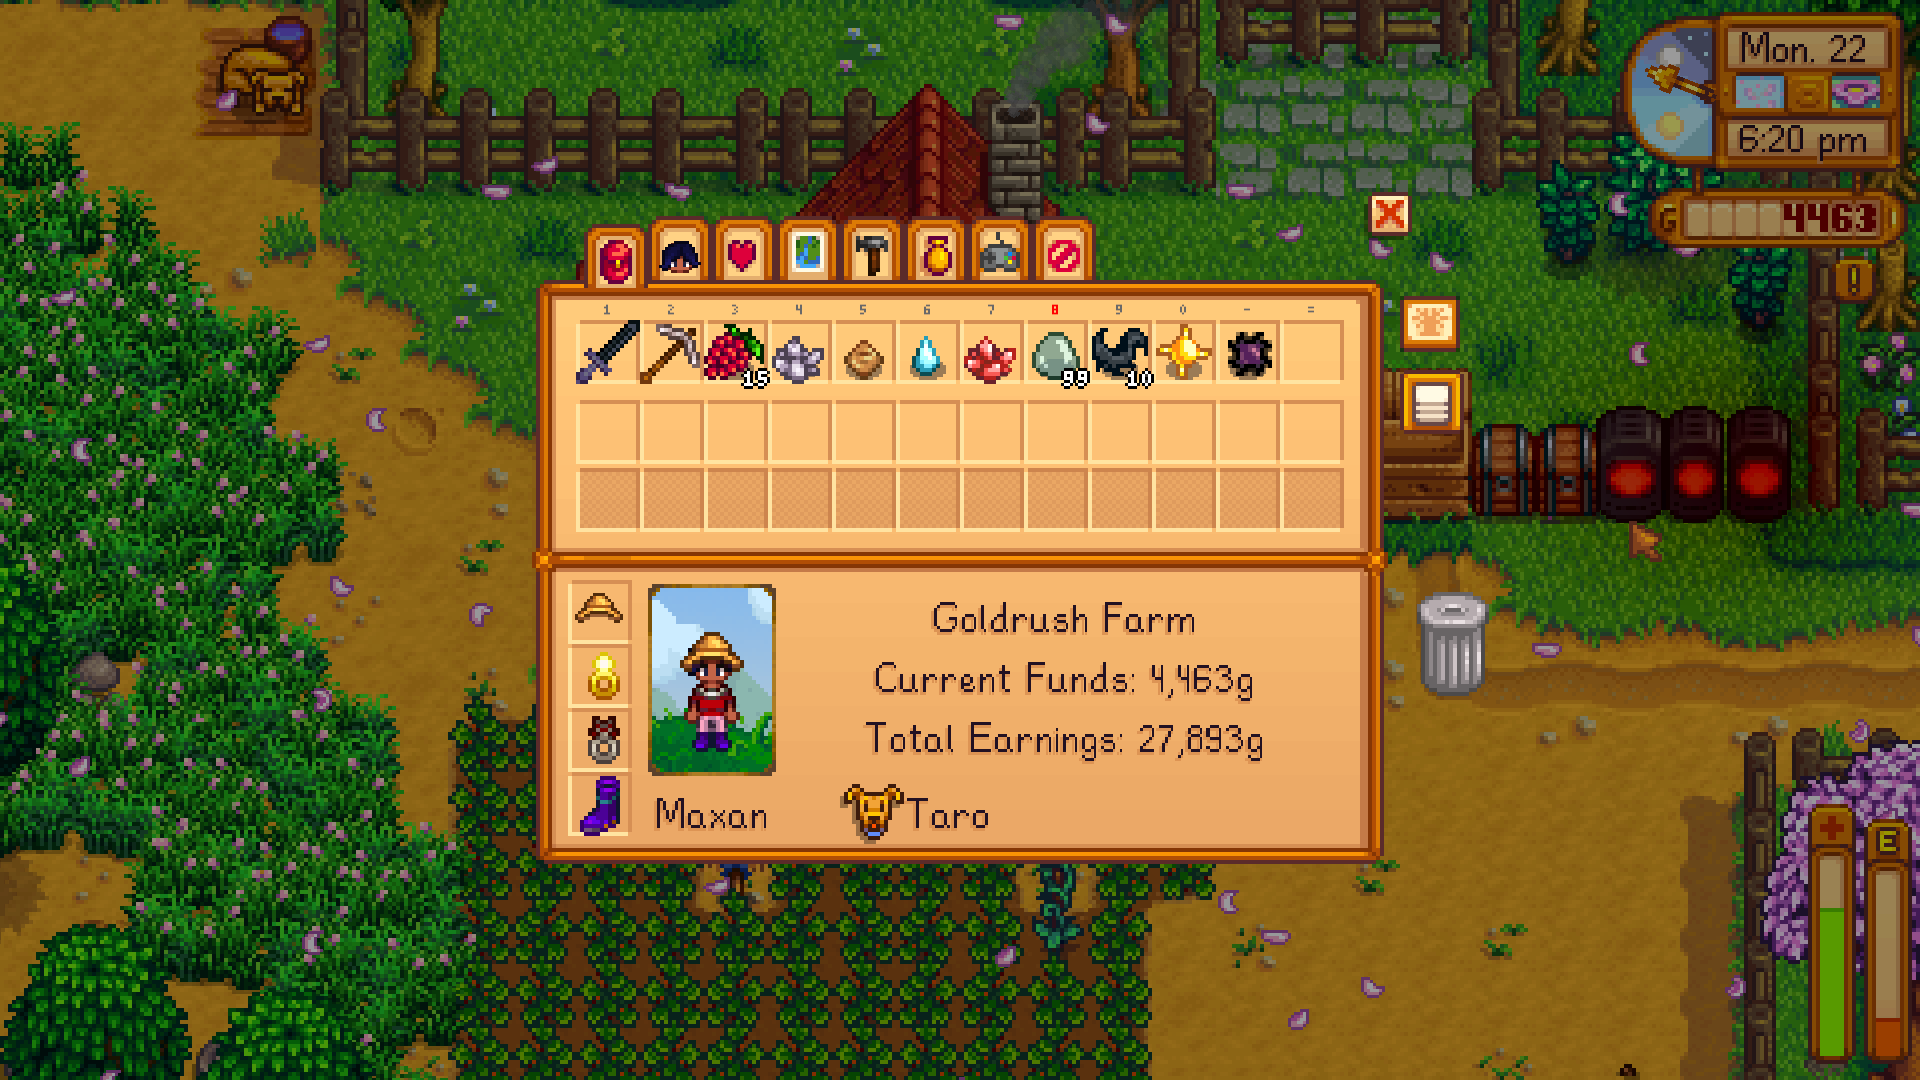 Mon. 22
6:20 pm
G 4463
1 2 3 4 5 6 7 8 9 0 - =
15 99 10
Goldrush Farm
Current Funds: 4,463g
Total Earnings: 27,893g
Maxan
Taro
E